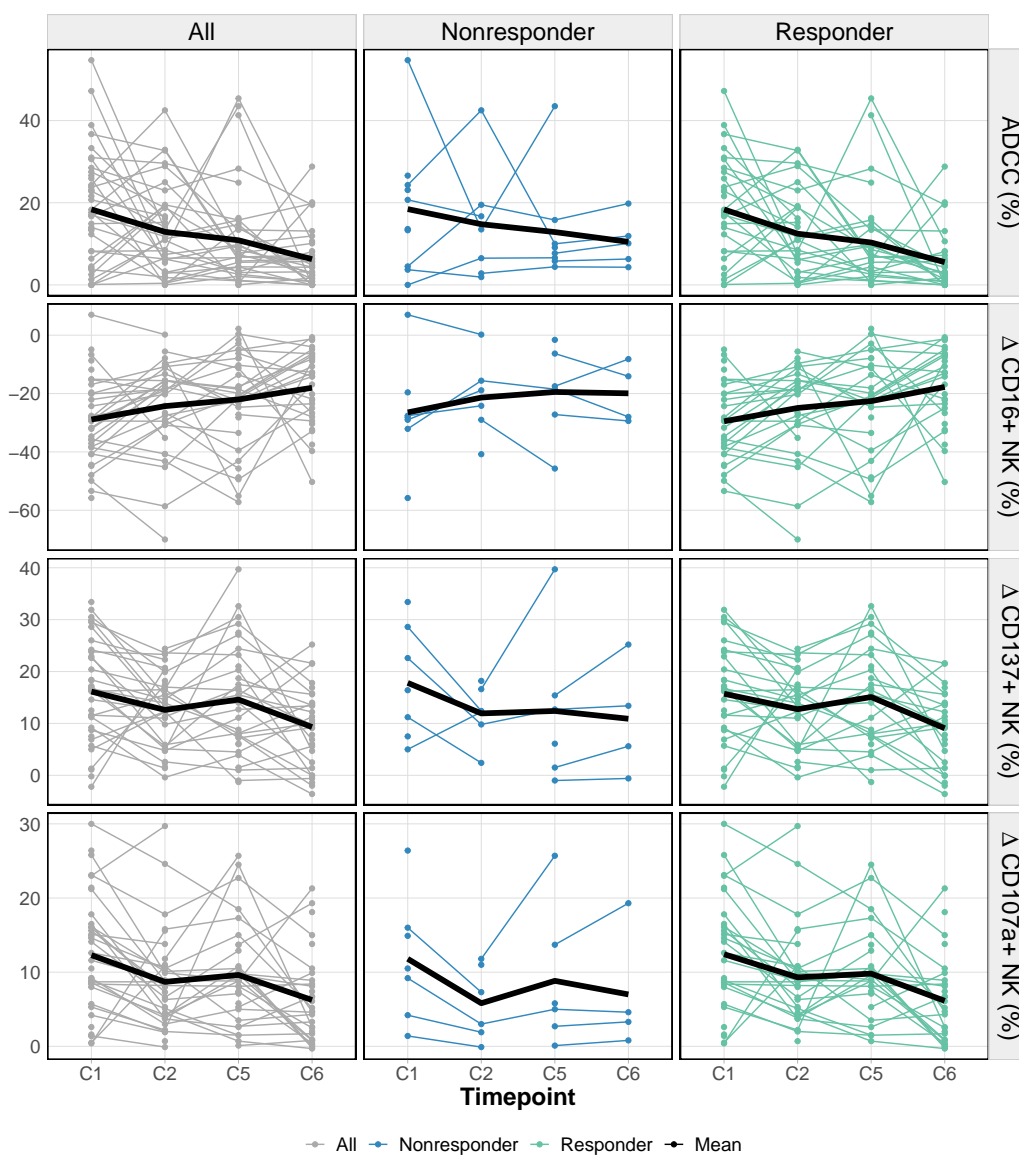 All Nonresponder Responder
40
20
0
ADCC (%
0
−20
−40
−60
Δ CD16+ NK (%)
40
30
20
10
0
Δ CD137+ NK (%)
30
20
10
0
Δ CD107a+ NK (%)
C1 C2 C5 C6 C1 C2 C5 C6 C1 C2 C5 C6
Timepoint
All Nonresponder Responder Mean